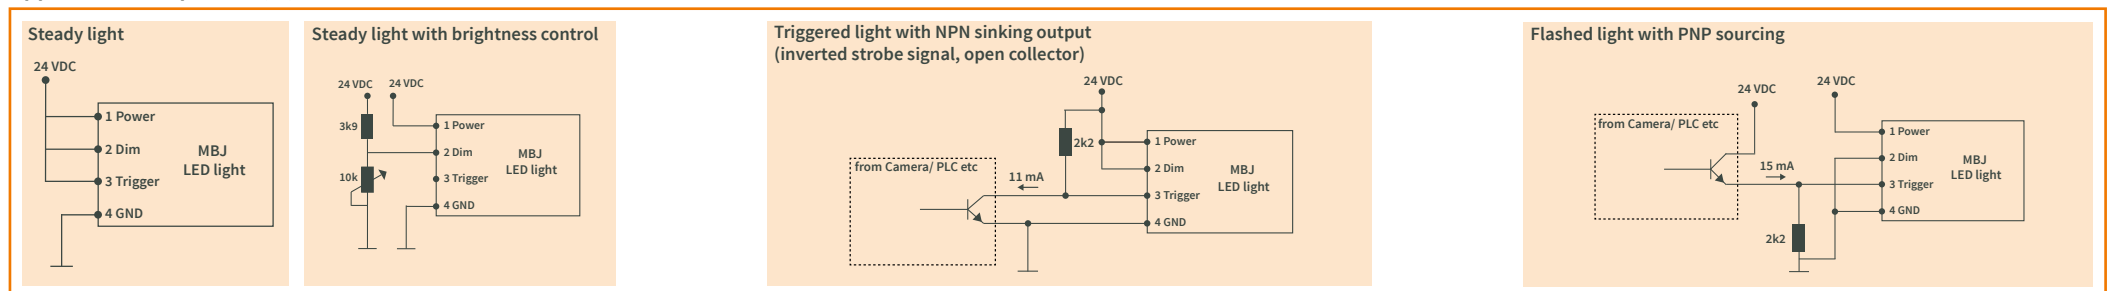 Steady light
24 VDC
1 Power
2 Dim
3 Trigger
4 GND
MBJ
LED light
Steady light with brightness control
24 VDC
24 VDC
3k9
10k
1 Power
2 Dim
3 Trigger
4 GND
MBJ
LED light
Triggered light with NPN sinking output
(inverted strobe signal, open collector)
24 VDC
2k2
from Camera/ PLC etc
11 mA
1 Power
2 Dim
3 Trigger
4 GND
MBJ
LED light
Flashed light with PNP sourcing
24 VDC
24 VDC
from Camera/ PLC etc
15 mA
2k2
1 Power
2 Dim
3 Trigger
4 GND
MBJ
LED light